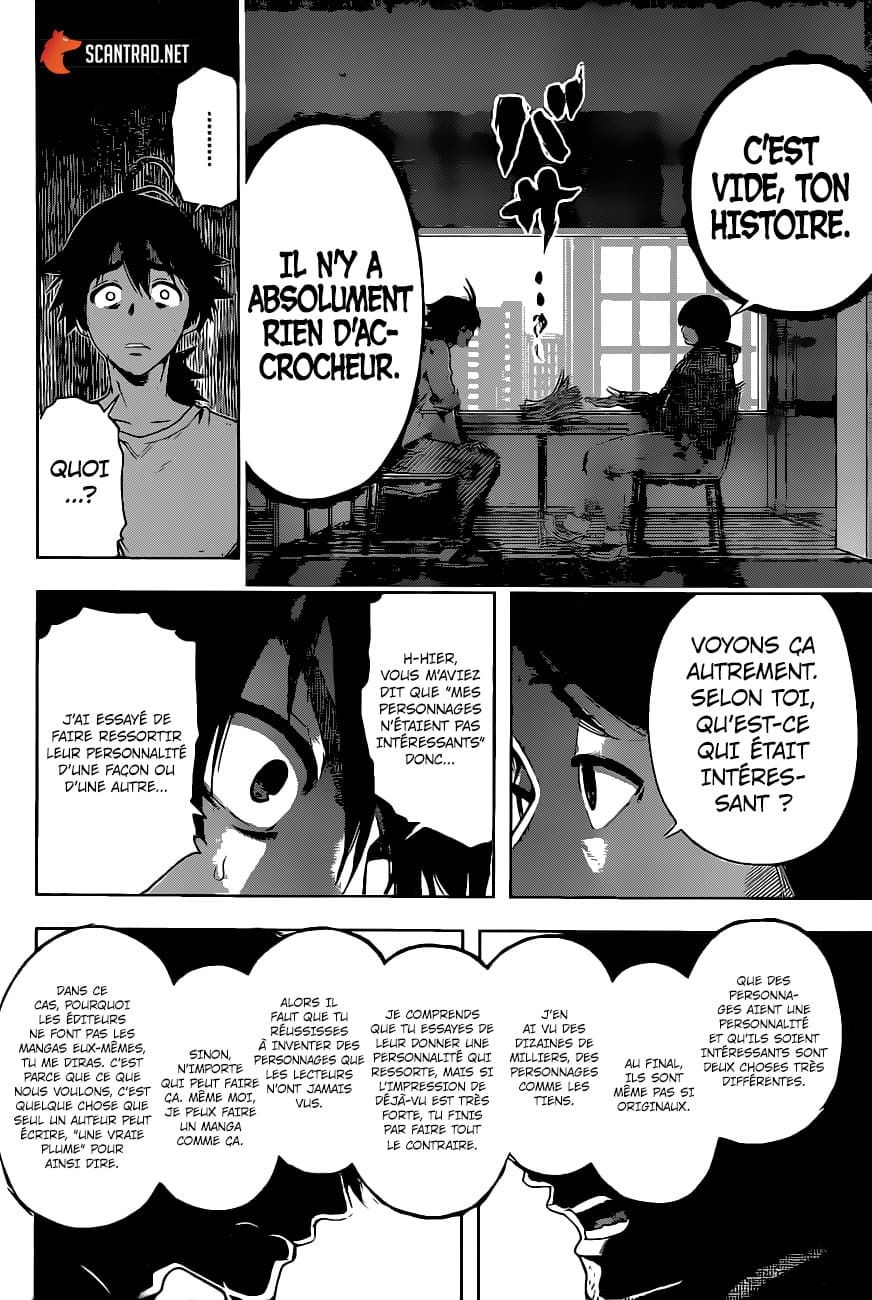 SCANTRAD.NET
C'EST
VIDE, TON
HISTOIRE.
バサ
IL N'Y A
ABSOLUMENT
RIEN D'AC-
CROCHEUR.
.........
QUOI
...?
VOYONS ÇA
AUTREMENT.
SELON TOI,
QU'EST-CE
QUI ÉTAIT
INTÉRES-
SANT ?
H-HIER,
VOUS M'AVIEZ
DIT QUE "MES
PERSONNAGES
N'ÉTAIENT PAS
INTÉRESSANTS"
DONC...
J'AI ESSAYÉ DE
FAIRE RESSORTIR
LEUR PERSONNALITÉ
D'UNE FAÇON OU
D'UNE AUTRE...
QUE DES
PERSONNA-
GES AIENT UNE
PERSONNALITÉ
ET QU'ILS SOIENT
INTÉRESSANTS SONT
DEUX CHOSES TRÈS
DIFFÉRENTES.
AU FINAL,
ILS SONT
MÊME PAS SI
ORIGINAUX.
J'EN
AI VU DES
DIZAINES DE
MILLIERS, DES
PERSONNAGES
COMME LES
TIENS.
JE COMPRENDS
QUE TU ESSAYES DE
LEUR DONNER UNE
PERSONNALITÉ QUI
RESSORTE, MAIS SI
L'IMPRESSION DE
DÉJÀ-VU EST TRÈS
FORTE, TU FINIS
PAR FAIRE TOUT
LE CONTRAIRE.
ALORS IL
FAUT QUE TU
RÉUSSISSES
À INVENTER DES
PERSONNAGES QUE
LES LECTEURS
N'ONT JAMAIS
VUS.
SINON,
N'IMPORTE
QUI PEUT FAIRE
ÇA. MÊME MOI,
JE PEUX FAIRE
UN MANGA
COMME ÇA.
DANS CE
CAS, POURQUOI
LES ÉDITEURS
NE FONT PAS LES
MANGAS EUX-MÊMES,
TU ME DIRAS. C'EST
PARCE QUE CE QUE
NOUS VOULONS, C'EST
QUELQUE CHOSE QUE
SEUL UN AUTEUR PEUT
ÉCRIRE, "UNE VRAIE
PLUME" POUR
AINSI DIRE.